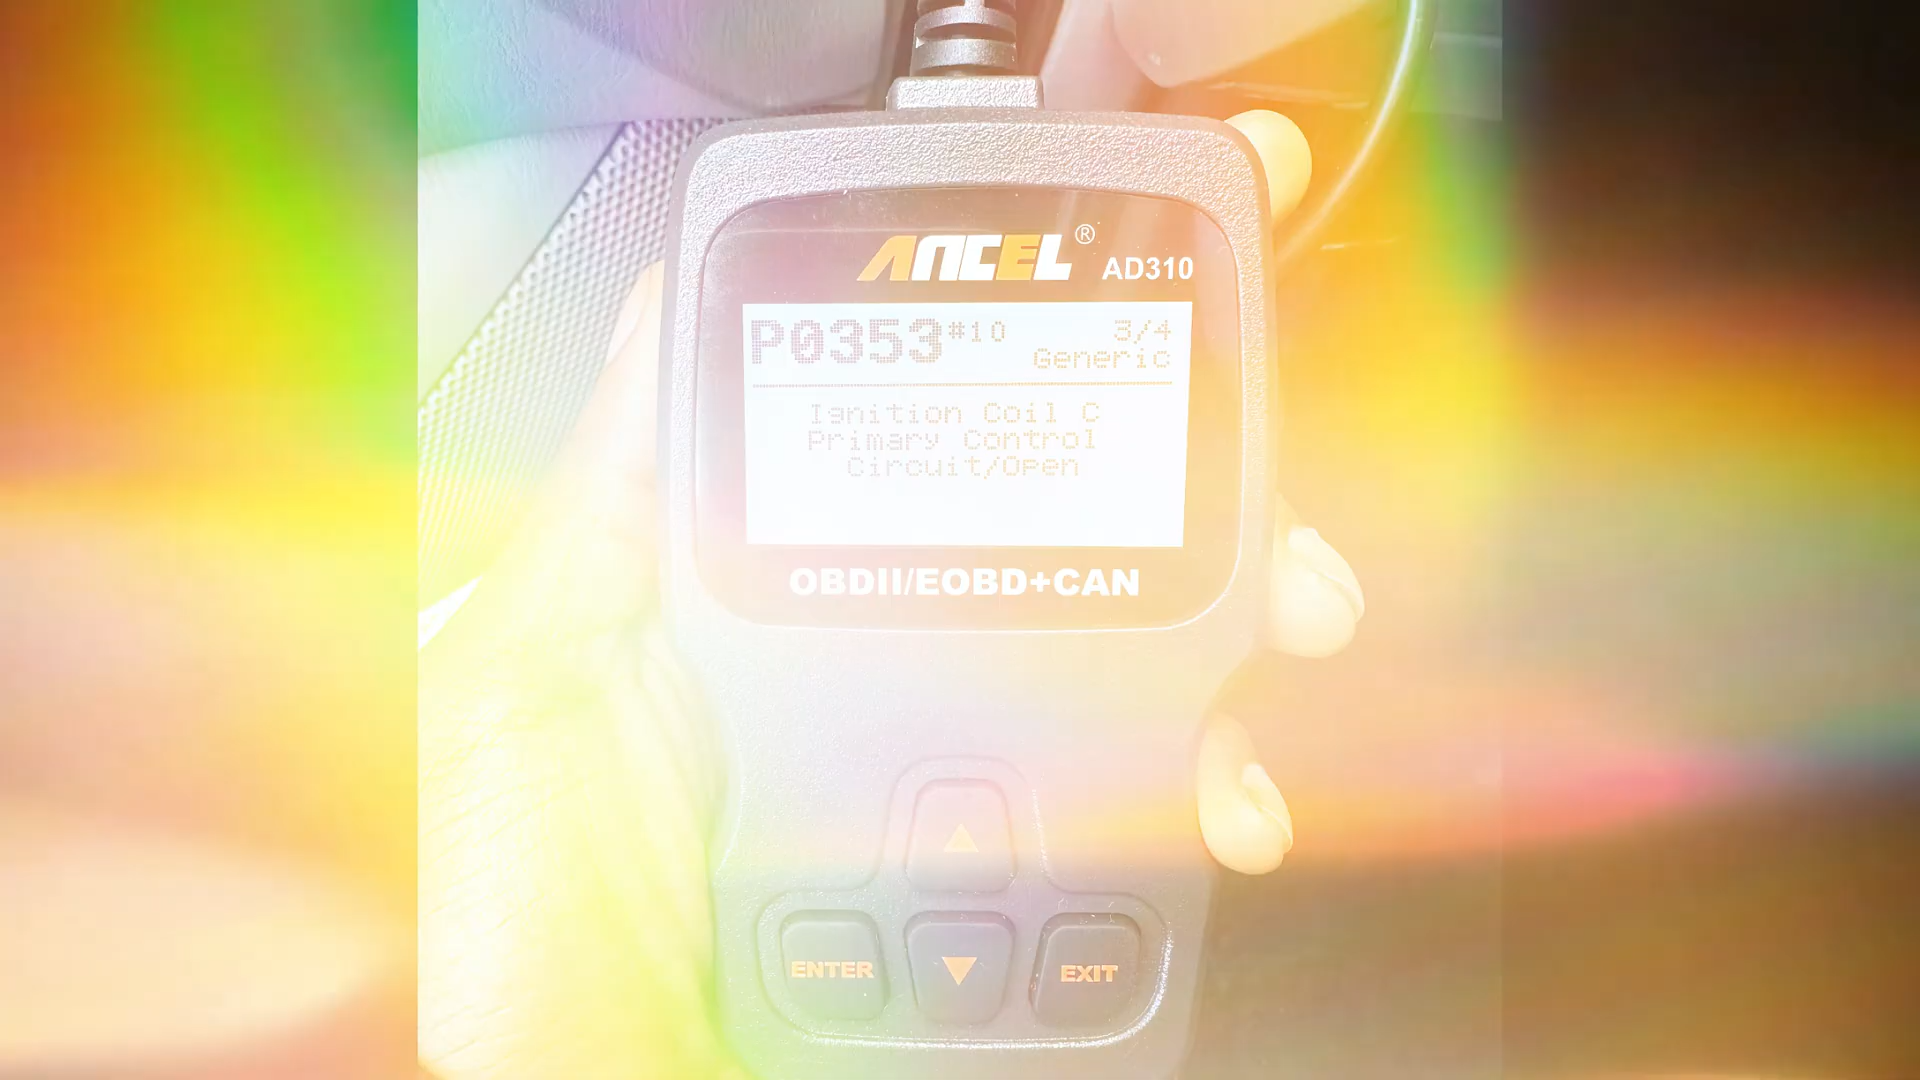 ANCEL®
AD310
P0353#10 3/4
Generic
Ignition Coil C
Primary Control
Circuit/Open
OBDII/EOBD+CAN
ENTER
EXIT